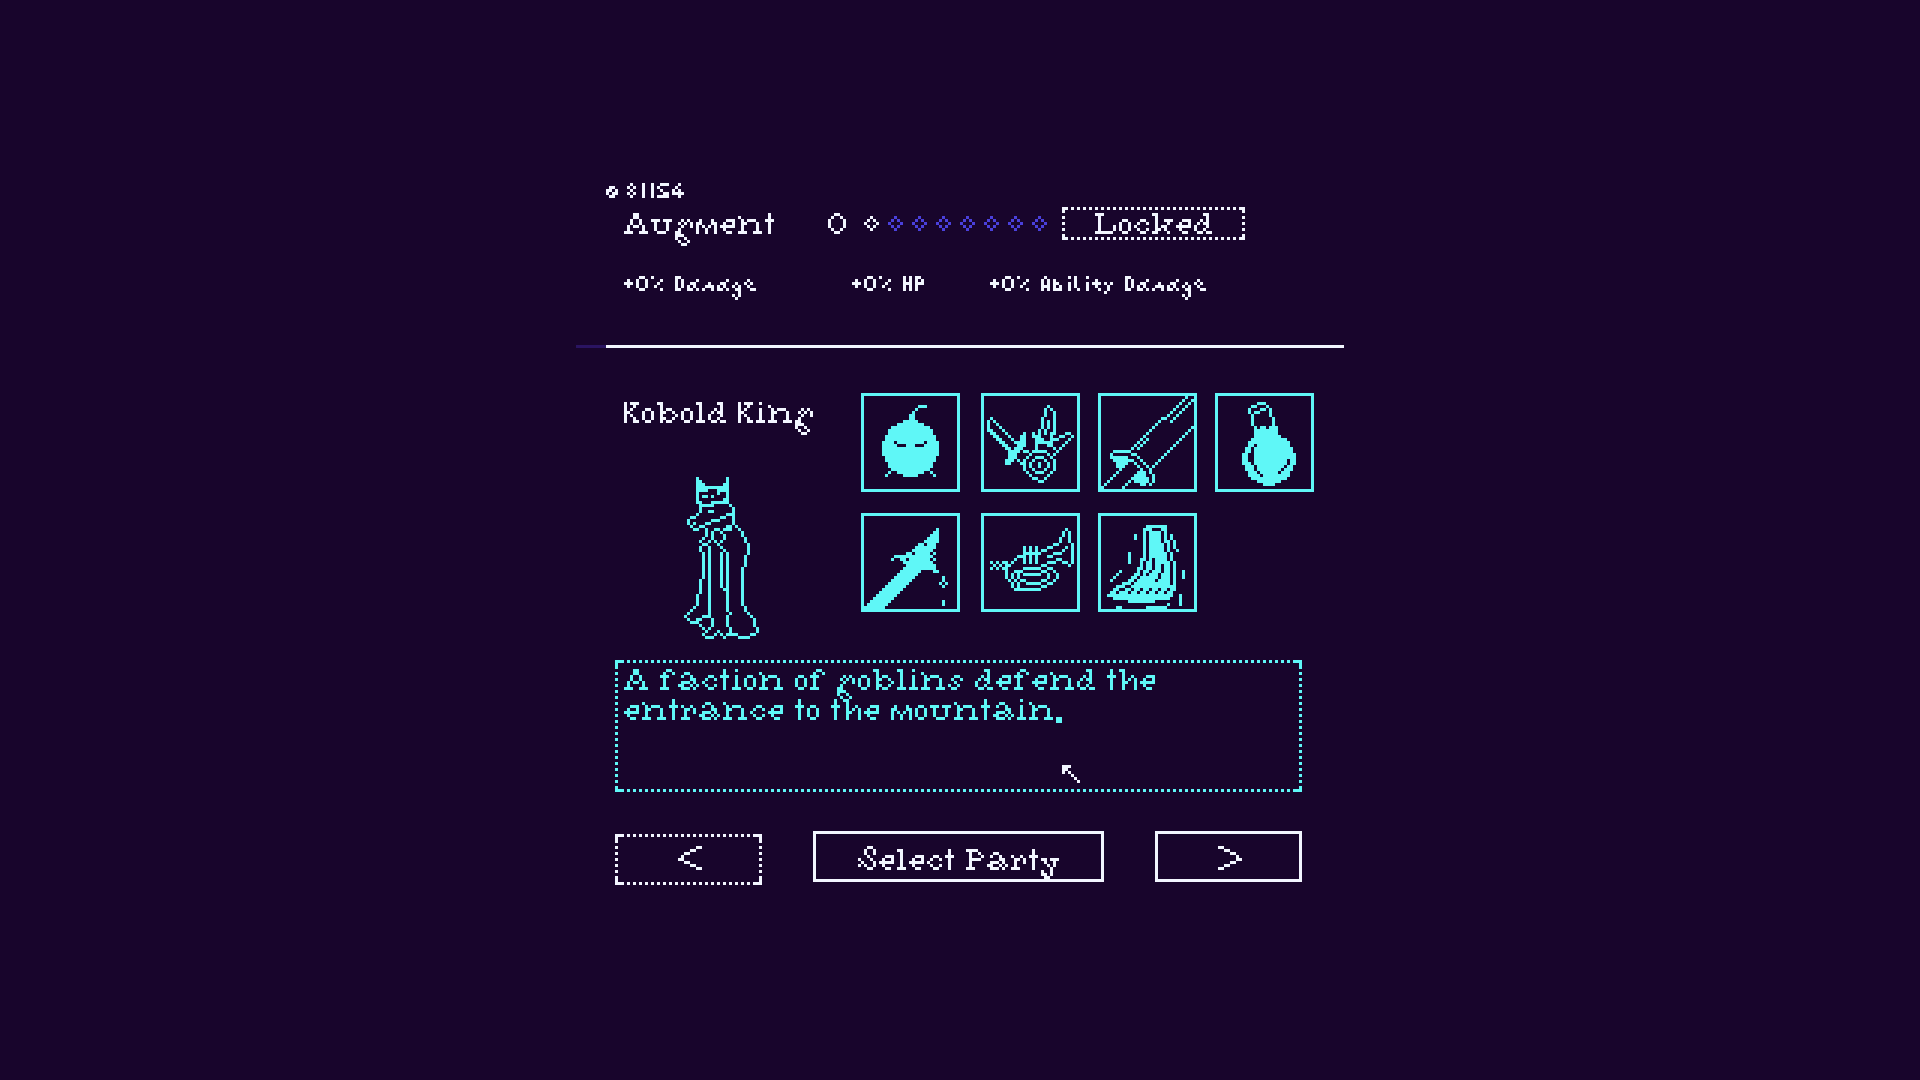 81154
Augment 0 Locked
+0% Damage +0% HP +0% Ability Damage
Kobold King
A faction of goblins defend the
entrance to the mountain.
< Select Party >